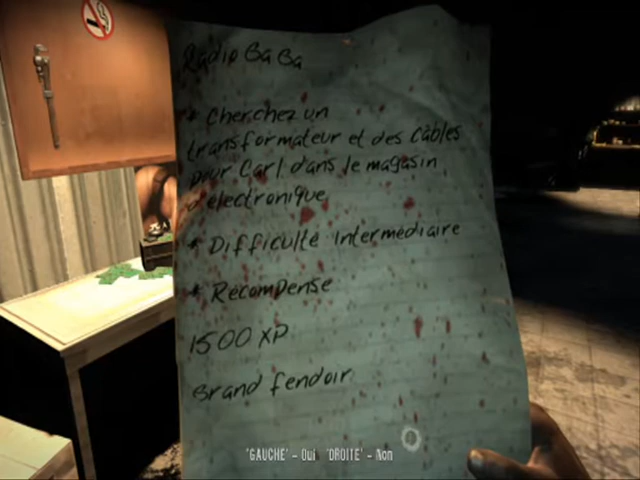 Radio Ga Ga
* Cherchez un
transformateur et des câbles
pour Carl dans le magasin
d'électronique
* Difficulté Intermédiaire
* Récompense
1500 XP
Grand fendoir
'GAUCHE' - Oui 'DROITE' - Non